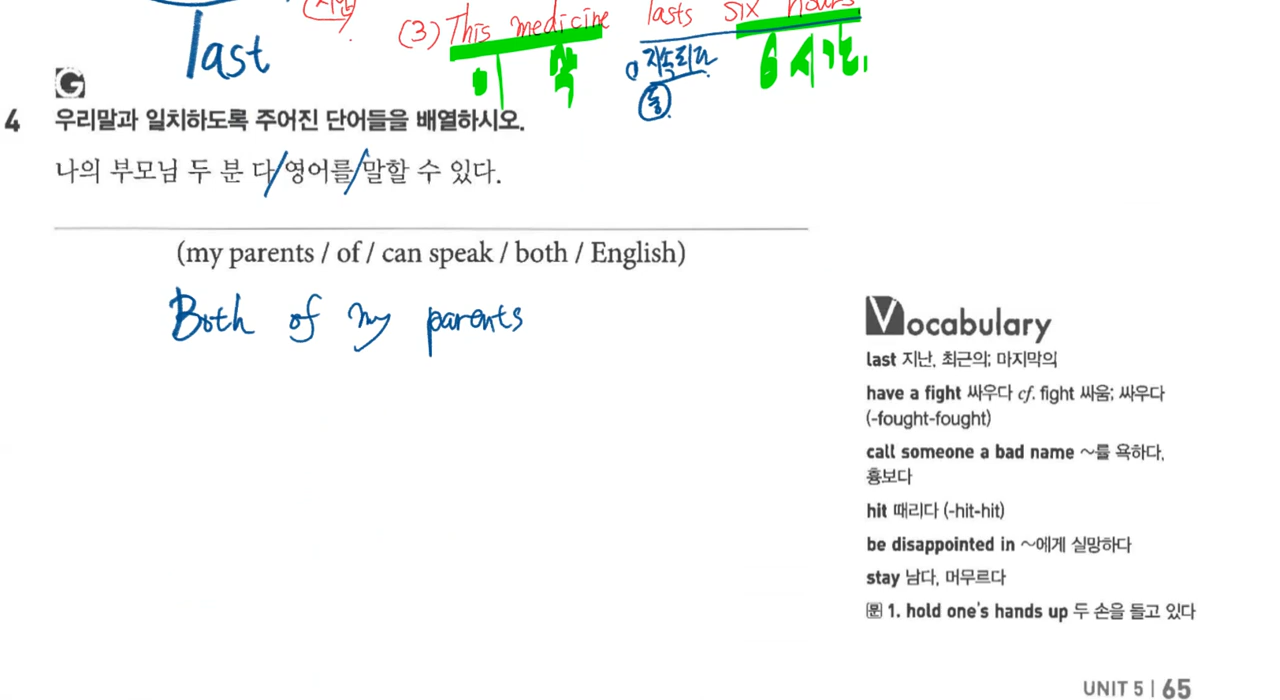 last
(3) This medicine lasts six hours
이 약 지속되다. 6시간.
①
동.
G
4 우리말과 일치하도록 주어진 단어들을 배열하시오.
나의 부모님 두 분 다/영어를/말할 수 있다.
(my parents / of / can speak / both / English)
Both of my parents
Vocabulary
last 지난, 최근의; 마지막의
have a fight 싸우다 cf. fight 싸움; 싸우다
(-fought-fought)
call someone a bad name ~를 욕하다,
흉보다
hit 때리다 (-hit-hit)
be disappointed in ~에게 실망하다
stay 남다, 머무르다
문 1. hold one's hands up 두 손을 들고 있다
UNIT 5 | 65